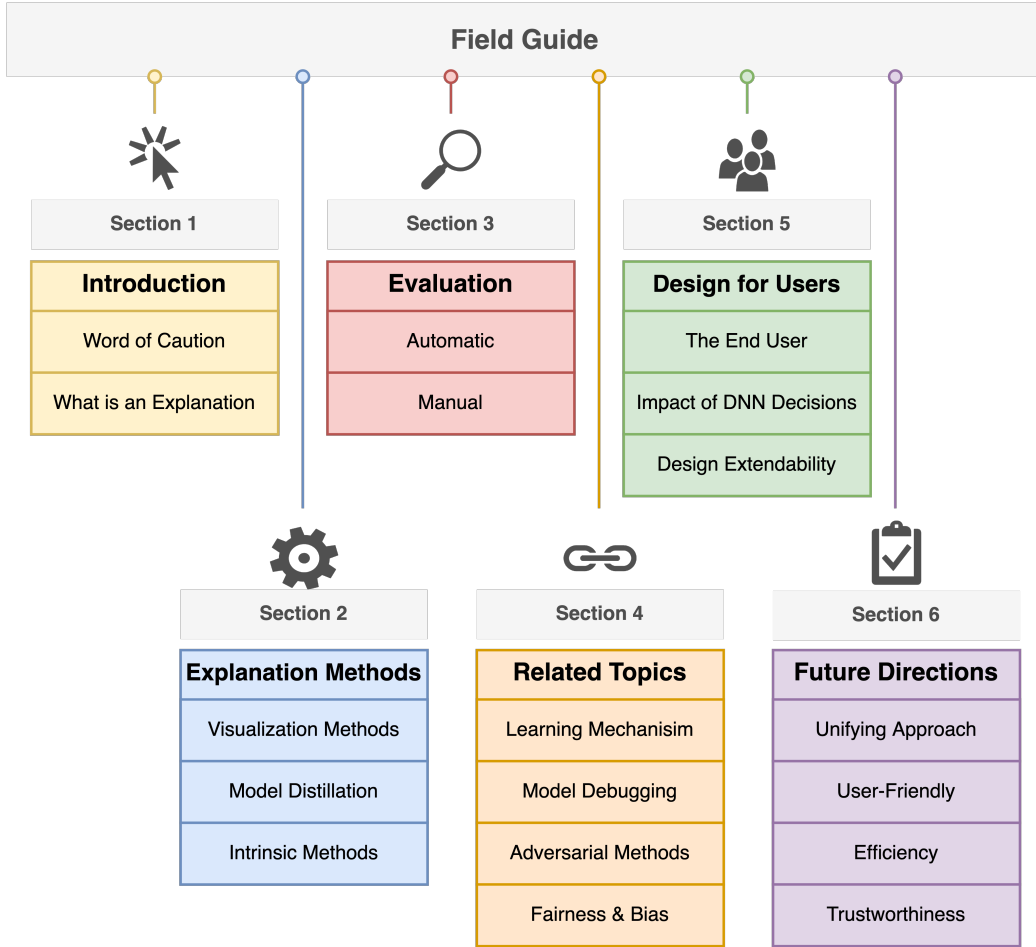 Field Guide
Section 1
Introduction
Word of Caution
What is an Explanation
Section 3
Evaluation
Automatic
Manual
Section 5
Design for Users
The End User
Impact of DNN Decisions
Design Extendability
Section 2
Explanation Methods
Visualization Methods
Model Distillation
Intrinsic Methods
Section 4
Related Topics
Learning Mechanisim
Model Debugging
Adversarial Methods
Fairness & Bias
Section 6
Future Directions
Unifying Approach
User-Friendly
Efficiency
Trustworthiness